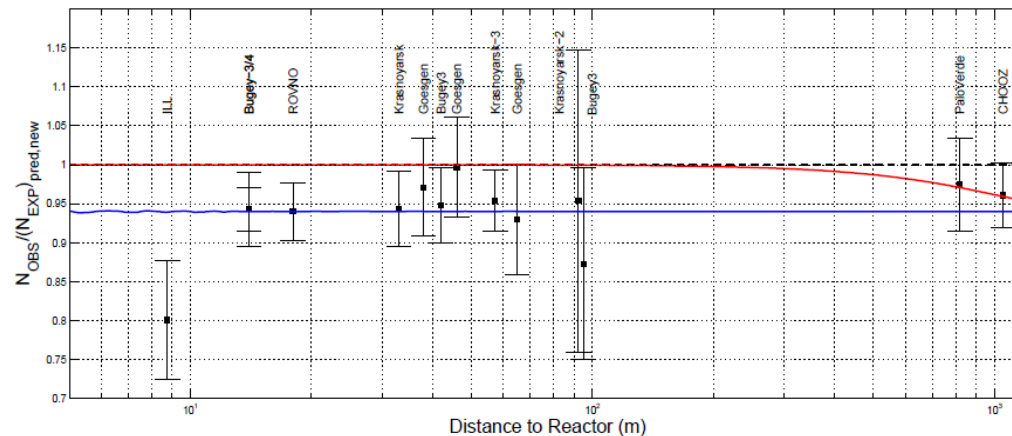 N_OBS/(N_EXP)_pred,new
1.15
1.1
1.05
1
0.95
0.9
0.85
0.8
0.75
0.7
ILL
Bugey−3/4
ROVNO
Krasnoyarsk
Goesgen
Bugey3
Goesgen
Krasnoyarsk−3
Goesgen
Krasnoyarsk−2
Bugey3
PaloVerde
CHOOZ
10^1
10^2
10^3
Distance to Reactor (m)